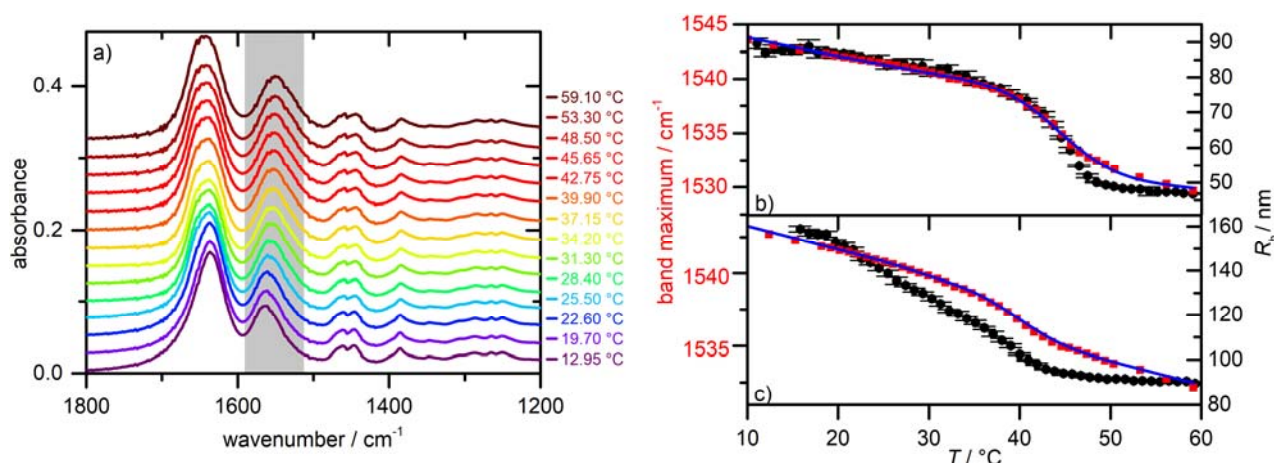 a)
0.4
0.2
0.0
absorbance
1800
1600
1400
1200
wavenumber / cm⁻¹
59.10 °C
53.30 °C
48.50 °C
45.65 °C
42.75 °C
39.90 °C
37.15 °C
34.20 °C
31.30 °C
28.40 °C
25.50 °C
22.60 °C
19.70 °C
12.95 °C
1545
1540
1535
1530
b)
90
80
70
60
50
band maximum / cm⁻¹
1540
1535
c)
160
140
120
100
80
Rh / nm
10
20
30
40
50
60
T / °C